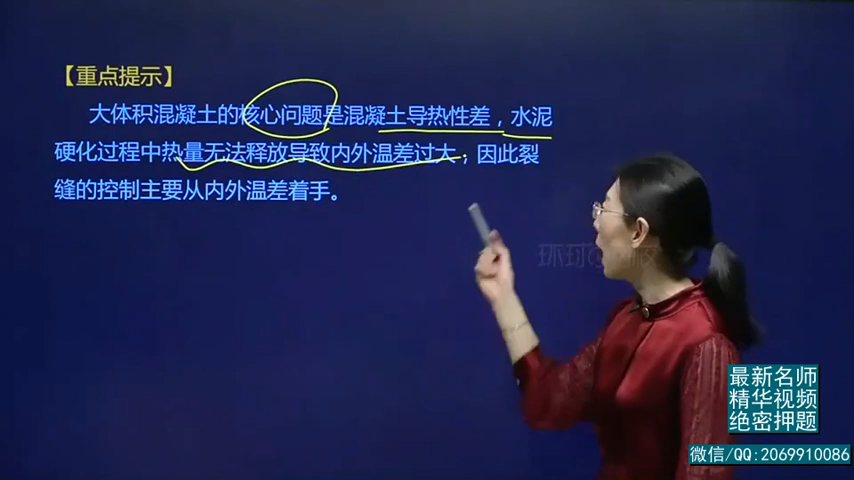 【重点提示】
大体积混凝土的核心问题是混凝土导热性差，水泥
硬化过程中热量无法释放导致内外温差过大；因此裂
缝的控制主要从内外温差着手。
环球
最新名师
精华视频
绝密押题
微信/QQ:2069910086